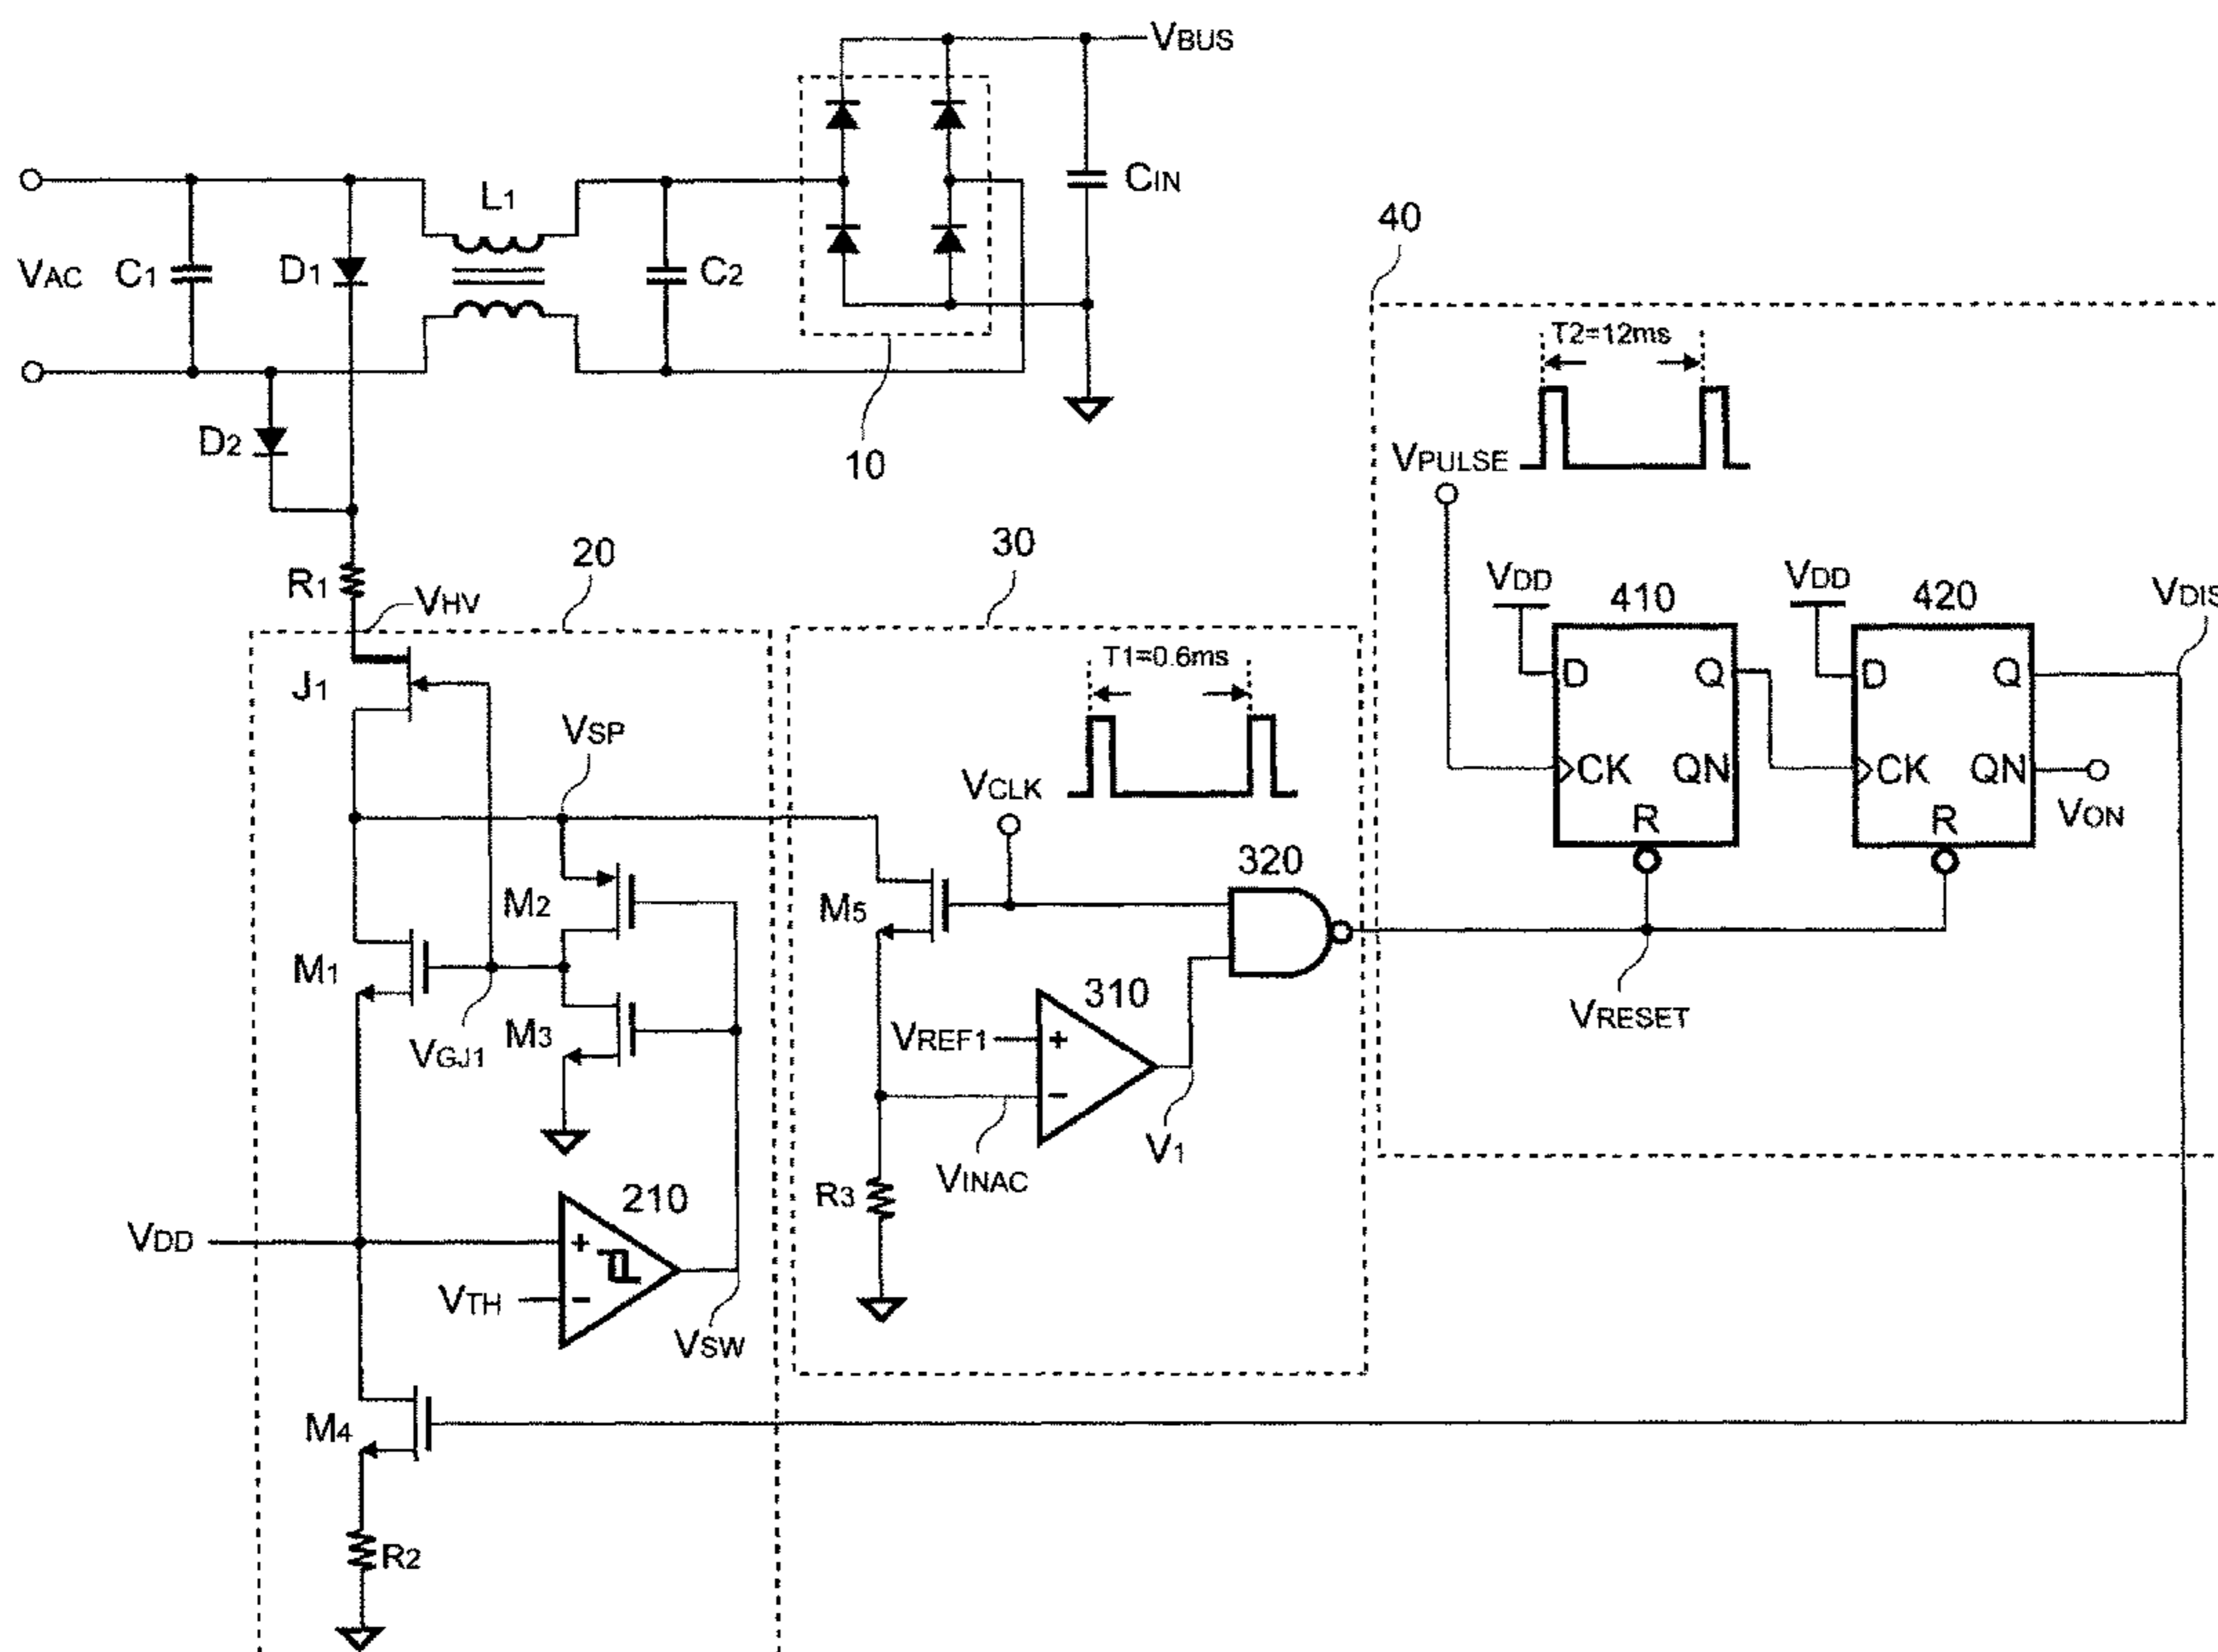 VBUS
L1
CIN
VAC
C1
D1
C2
40
T2=12ms
D2
10
VPULSE
20
30
R1
VHV
VDD
410
VDD
420
VDIS
T1=0.6ms
D
Q
D
Q
J1
VSP
VCLK
CK
QN
CK
QN
R
R
VON
320
M2
M5
M1
310
M3
VREF1
+
VRESET
VGJ1
−
V1
VINAC
R3
210
VDD
+
VTH
−
VSW
M4
R2